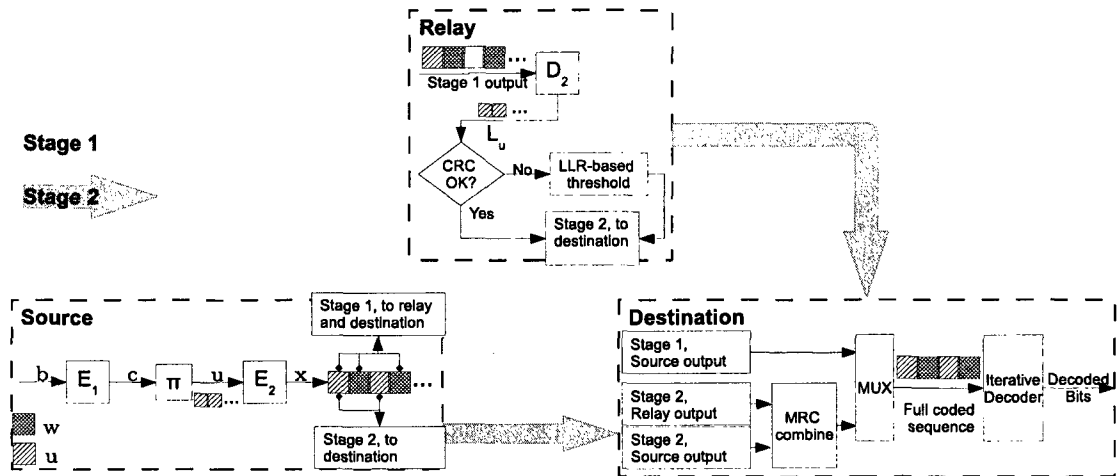 Relay
...
Stage 1 output
D2
...
Lu
CRC
OK?
No
LLR-based
threshold
Yes
Stage 2, to
destination
Stage 1
Stage 2
Source
Stage 1, to relay
and destination
b
E1
c
π
u
...
E2
x
...
Stage 2, to
destination
w
u
Destination
Stage 1,
Source output
Stage 2,
Relay output
Stage 2,
Source output
MRC
combine
MUX
...
Full coded
sequence
Iterative
Decoder
Decoded
Bits